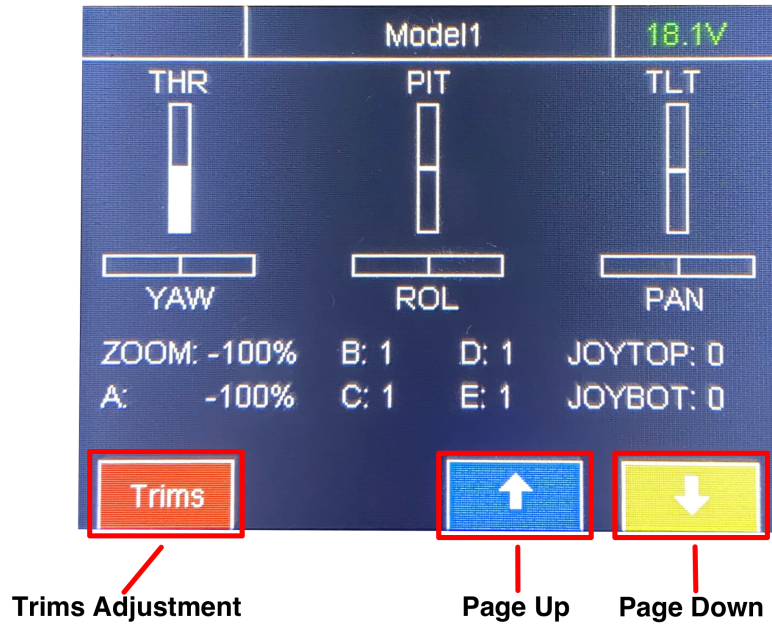 Model1 18.1V
THR PIT TLT
YAW ROL PAN
ZOOM: -100% B: 1 D: 1 JOYTOP: 0
A: -100% C: 1 E: 1 JOYBOT: 0
Trims
Trims Adjustment Page Up Page Down